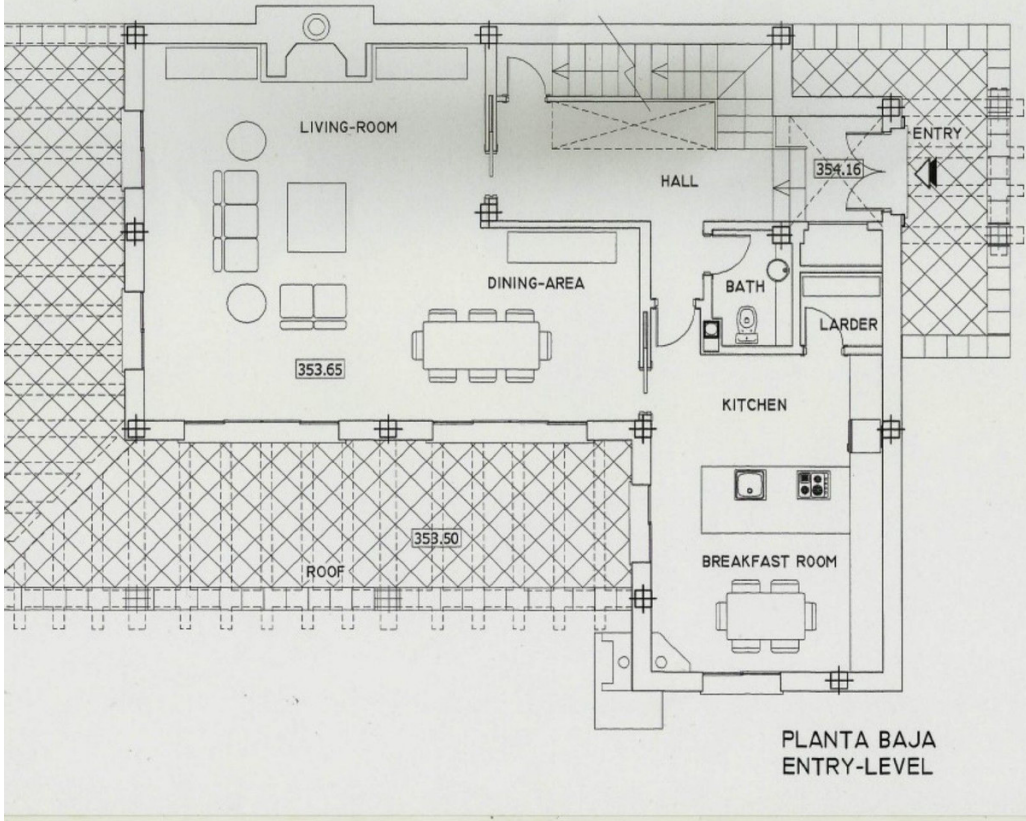 LIVING-ROOM
ENTRY
354.16
HALL
DINING-AREA
BATH
LARDER
353.65
KITCHEN
353.50
BREAKFAST ROOM
ROOF
PLANTA BAJA
ENTRY-LEVEL